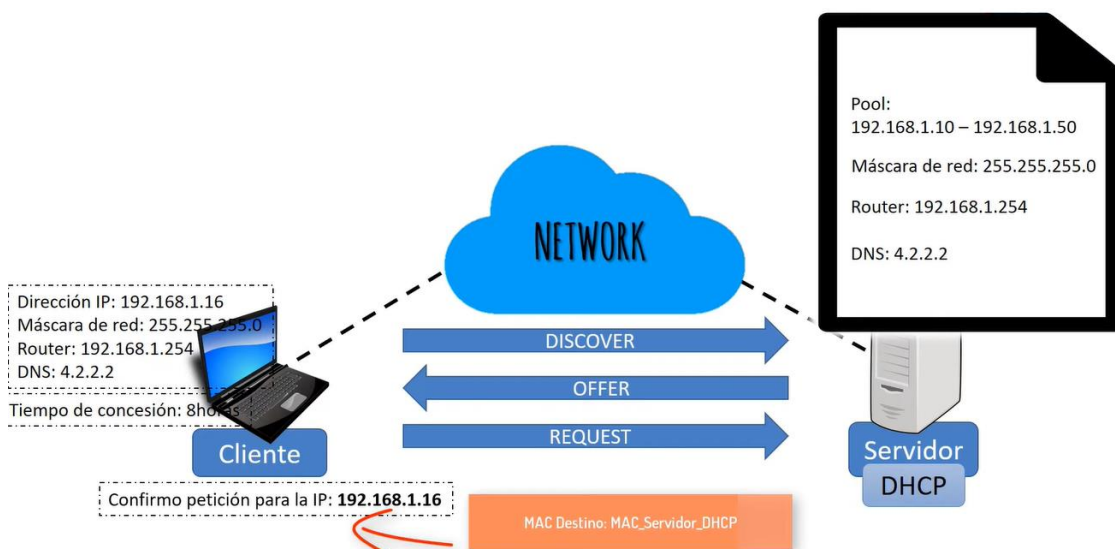 Pool:
192.168.1.10 – 192.168.1.50
Máscara de red: 255.255.255.0
Router: 192.168.1.254
DNS: 4.2.2.2
NETWORK
Dirección IP: 192.168.1.16
Máscara de red: 255.255.255.0
Router: 192.168.1.254
DNS: 4.2.2.2
Tiempo de concesión: 8horas
DISCOVER
OFFER
REQUEST
Cliente
Servidor
DHCP
Confirmo petición para la IP: 192.168.1.16
MAC Destino: MAC_Servidor_DHCP